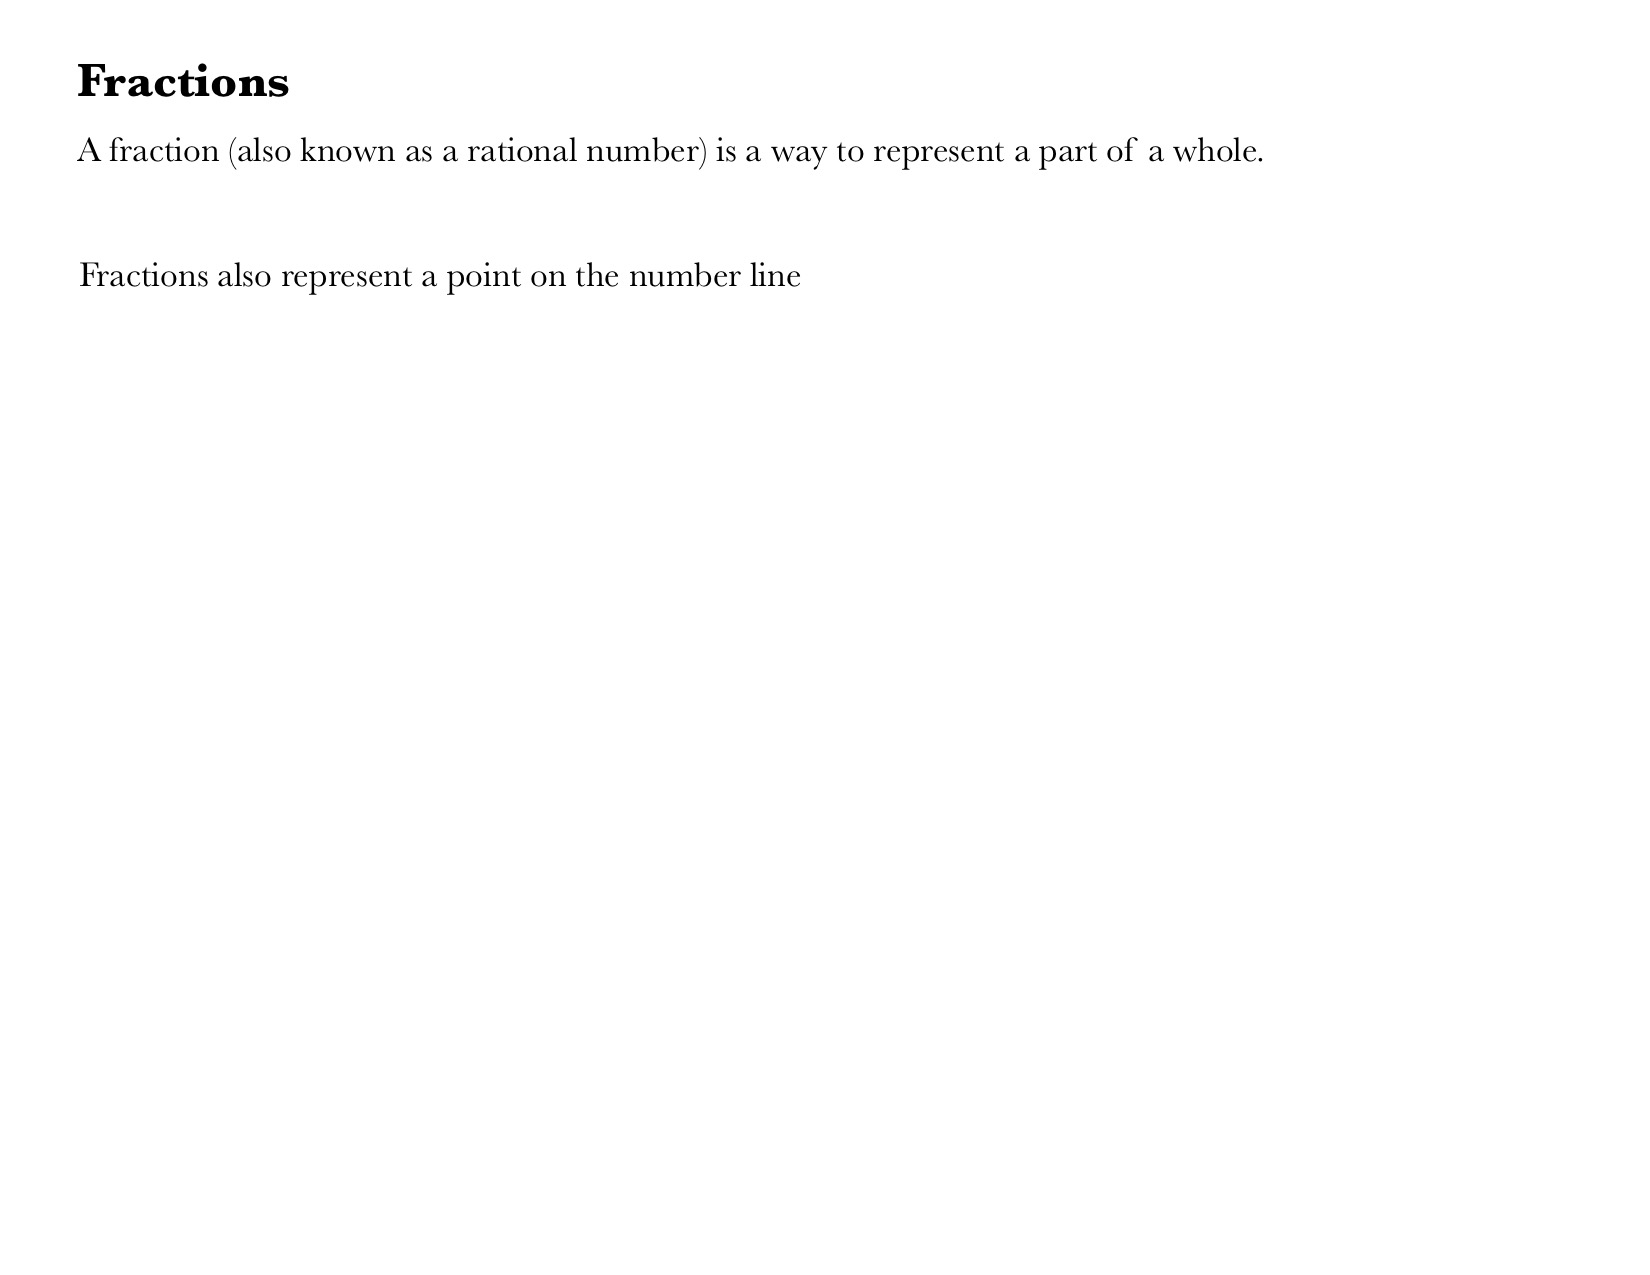 Fractions
A fraction (also known as a rational number) is a way to represent a part of a whole.
Fractions also represent a point on the number line